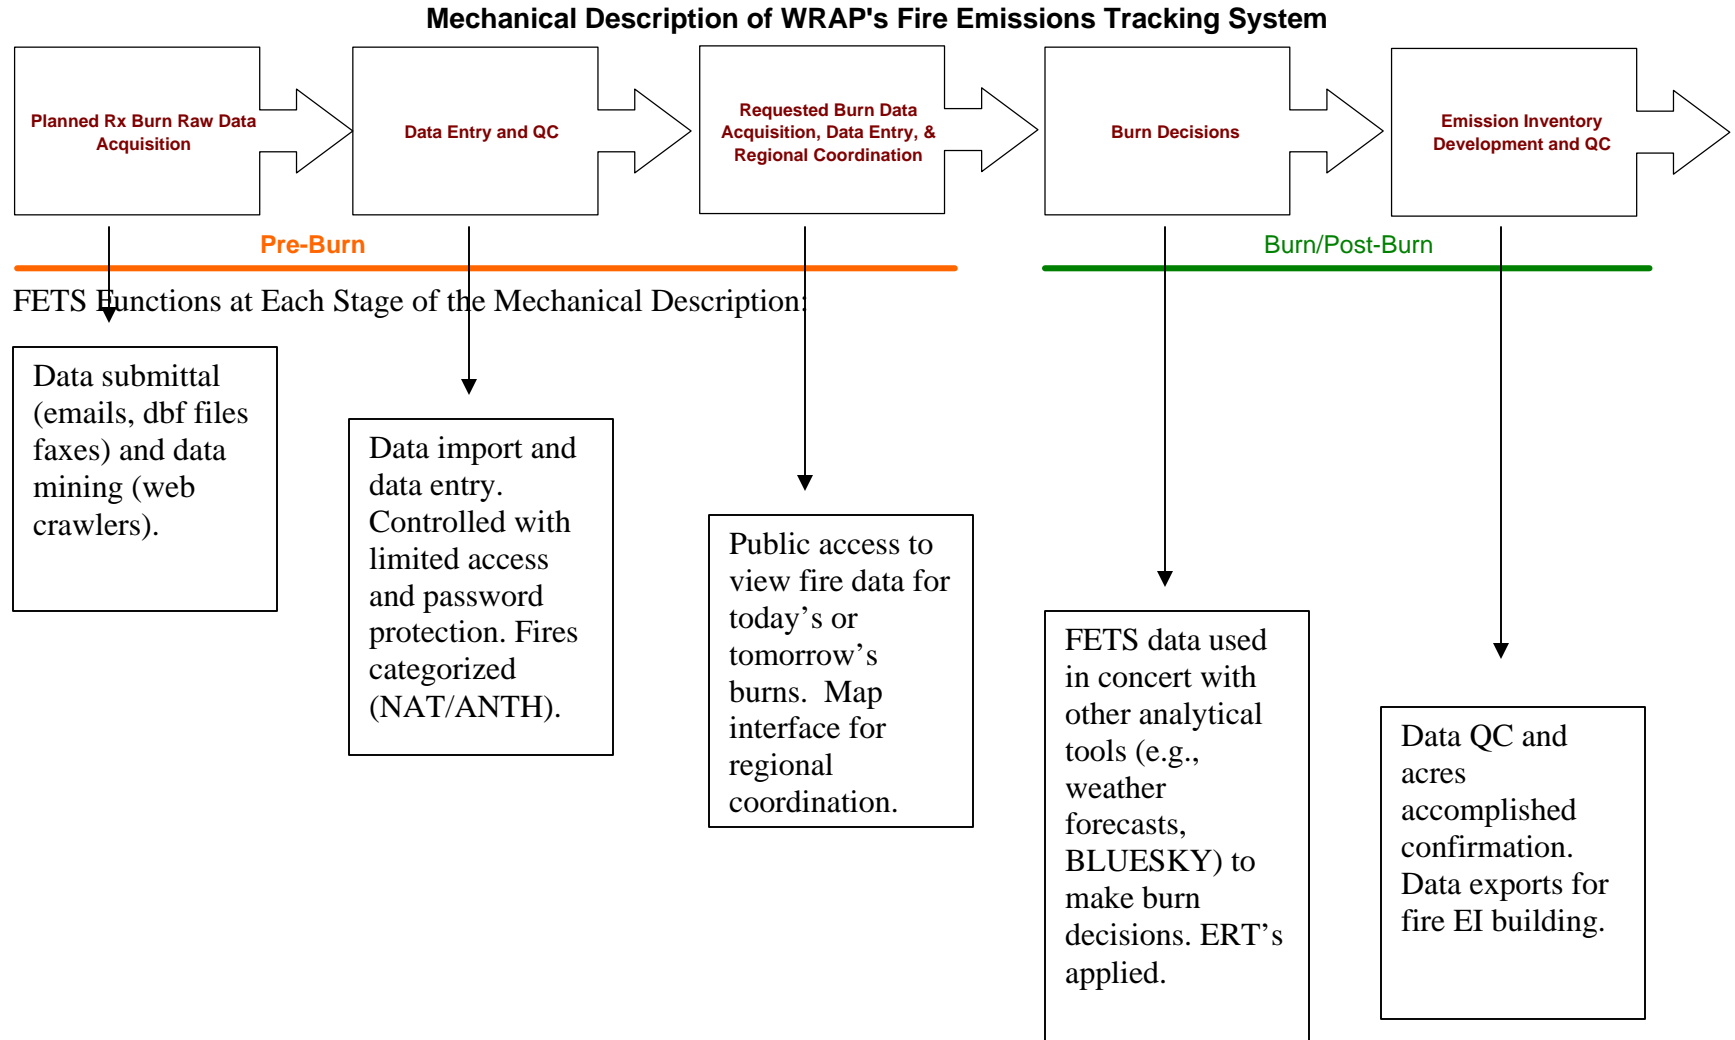 Mechanical Description of WRAP's Fire Emissions Tracking System
Planned Rx Burn Raw Data
Acquisition
Data Entry and QC
Requested Burn Data
Acquisition, Data Entry, &
Regional Coordination
Burn Decisions
Emission Inventory
Development and QC
Pre-Burn
Burn/Post-Burn
FETS Functions at Each Stage of the Mechanical Description:
Data submittal
(emails, dbf files
faxes) and data
mining (web
crawlers).
Data import and
data entry.
Controlled with
limited access
and password
protection. Fires
categorized
(NAT/ANTH).
Public access to
view fire data for
today’s or
tomorrow’s
burns.  Map
interface for
regional
coordination.
FETS data used
in concert with
other analytical
tools (e.g.,
weather
forecasts,
BLUESKY) to
make burn
decisions. ERT’s
applied.
Data QC and
acres
accomplished
confirmation.
Data exports for
fire EI building.